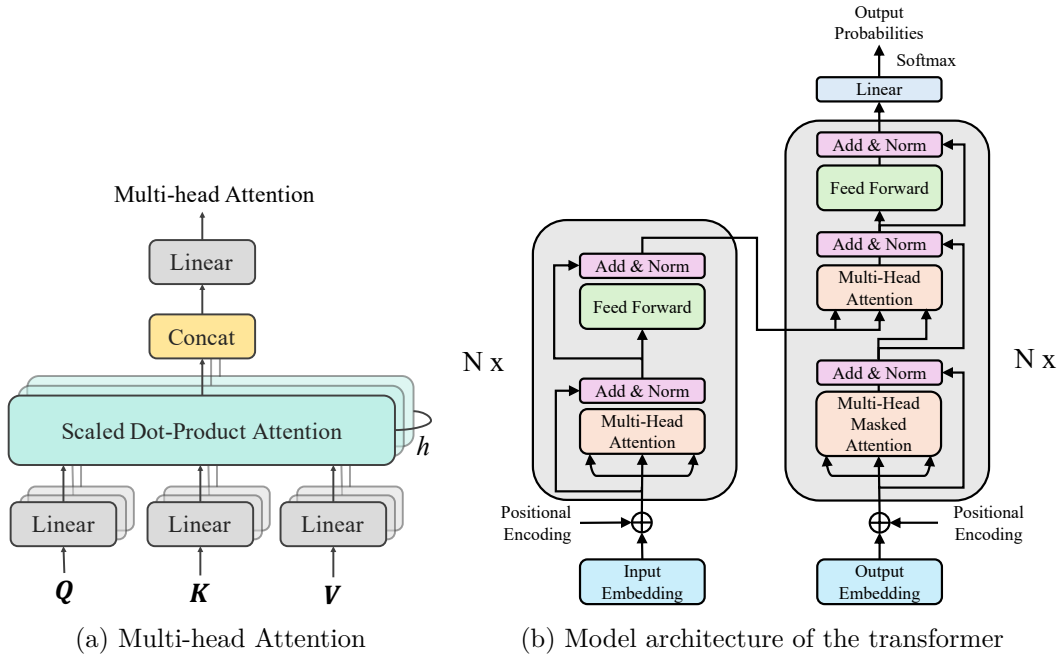 Multi-head Attention
Linear
Concat
Scaled Dot-Product Attention
h
Linear
Linear
Linear
Q
K
V
(a) Multi-head Attention
Output
Probabilities
Softmax
Linear
Add & Norm
Feed Forward
Add & Norm
Multi-Head
Attention
N x
Add & Norm
Multi-Head
Masked
Attention
Positional
Encoding
Output
Embedding
Add & Norm
Feed Forward
N x
Add & Norm
Multi-Head
Attention
Positional
Encoding
Input
Embedding
(b) Model architecture of the transformer